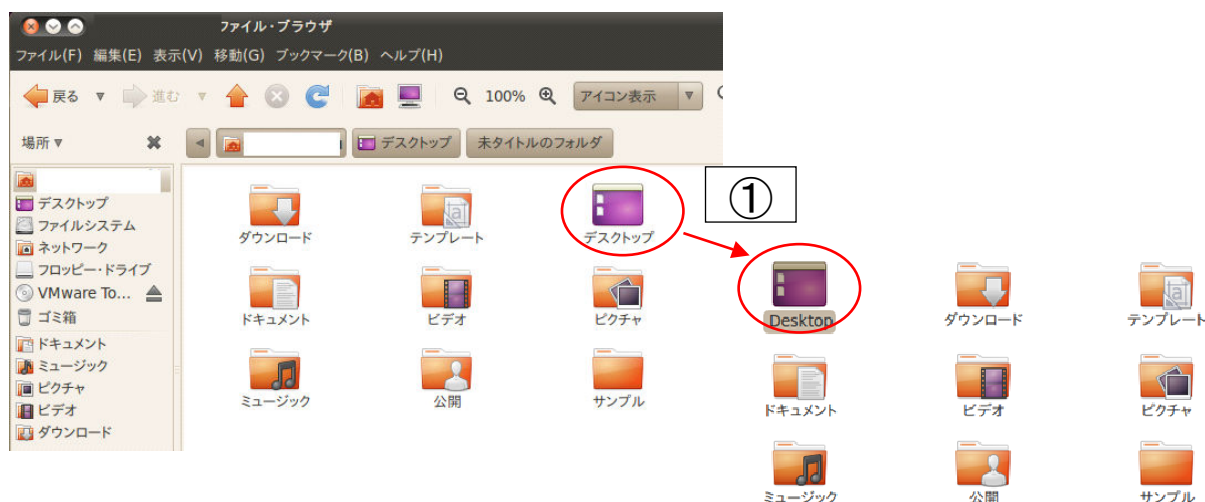 ファイル・ブラウザ
ファイル(F) 編集(E) 表示(V) 移動(G) ブックマーク(B) ヘルプ(H)
戻る 進む 100% アイコン表示
場所 デスクトップ 未タイトルのフォルダ
デスクトップ
ファイルシステム
ネットワーク
フロッピー・ドライブ
VMware To...
ゴミ箱
ドキュメント
ミュージック
ピクチャ
ビデオ
ダウンロード
ダウンロード テンプレート デスクトップ
ドキュメント ビデオ ピクチャ
ミュージック 公開 サンプル
①
Desktop ダウンロード テンプレート
ドキュメント ビデオ ピクチャ
ミュージック 公開 サンプル